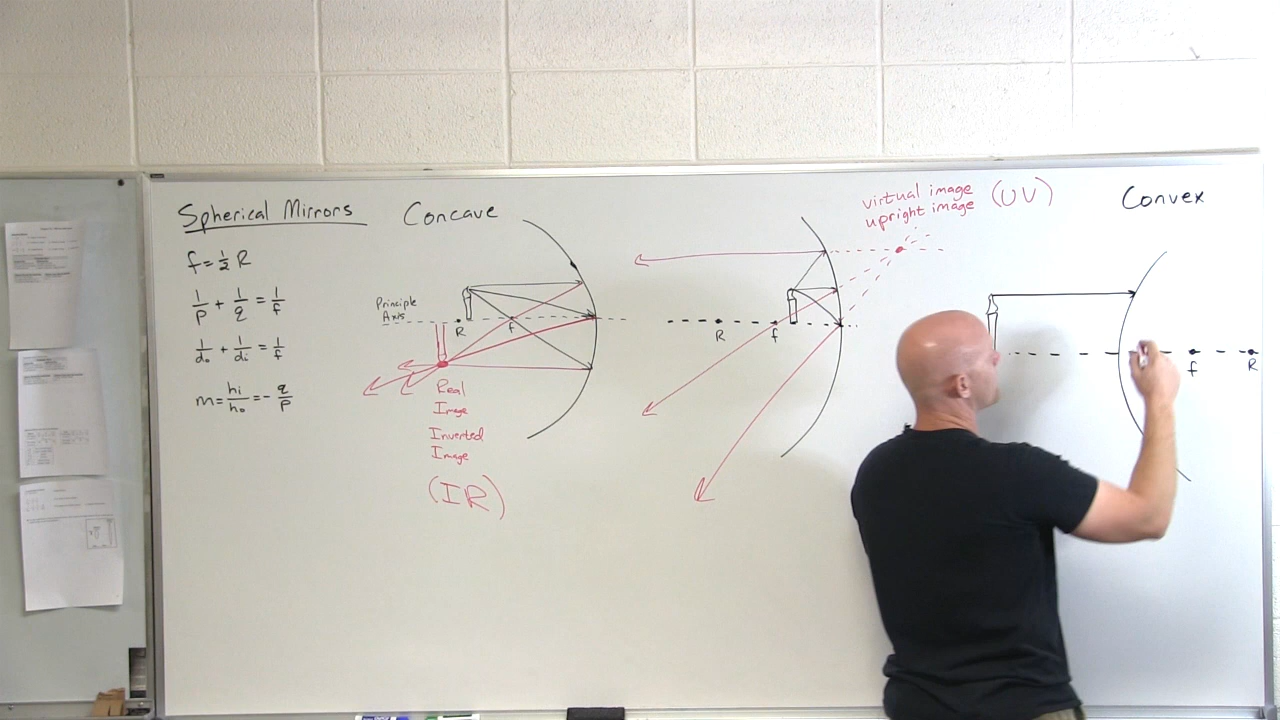 Spherical Mirrors
f = 1/2 R
1/p + 1/q = 1/f
1/do + 1/di = 1/f
m = hi/ho = - q/p
Concave
Principle
Axis
R
f
Real
Image
Inverted
Image
(IR)
R
f
virtual image
upright image
(UV)
Convex
f
R